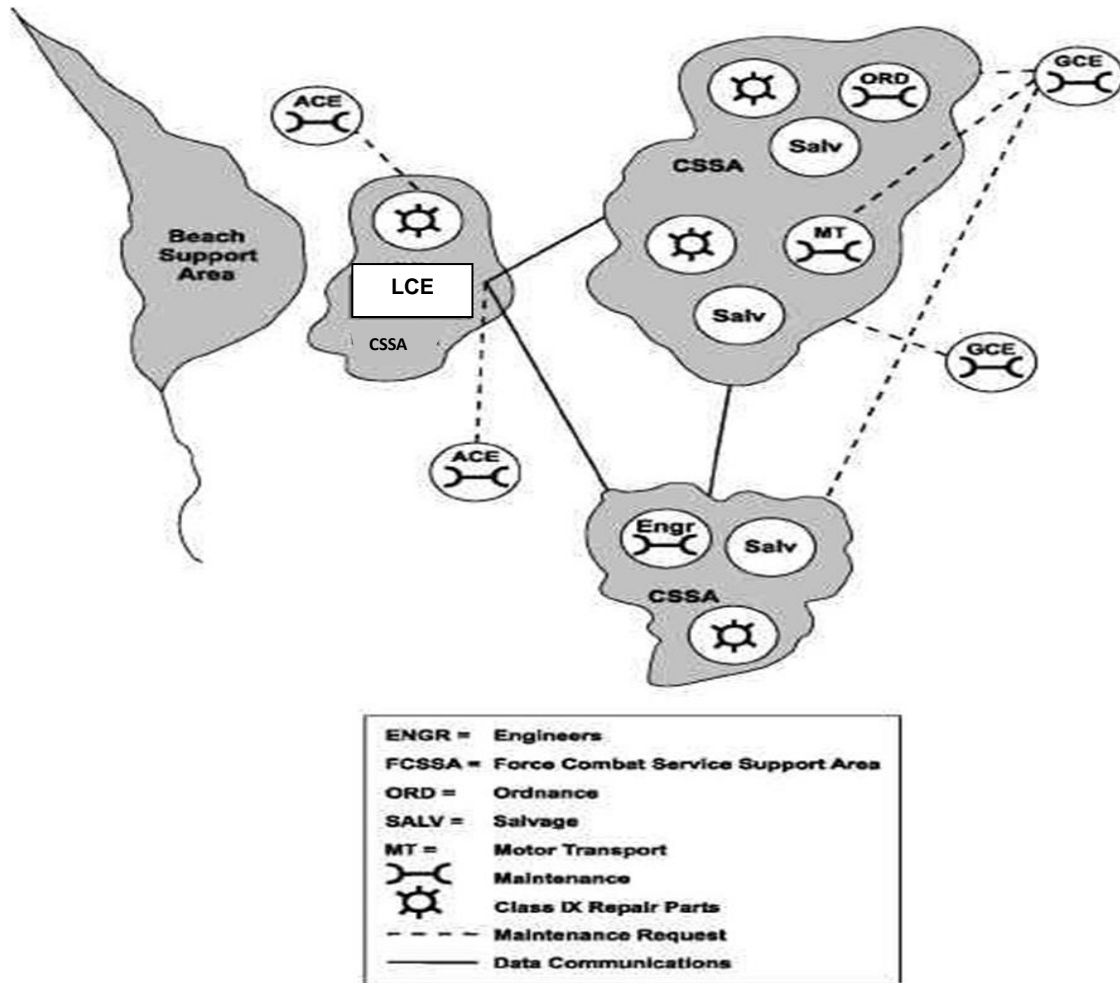 ACE
ORD
GCE
Salv
CSSA
Beach
Support
Area
MT
LCE
Salv
CSSA
GCE
ACE
Engr
Salv
CSSA
ENGR = Engineers
FCSSA = Force Combat Service Support Area
ORD = Ordnance
SALV = Salvage
MT = Motor Transport
Maintenance
Class IX Repair Parts
Maintenance Request
Data Communications